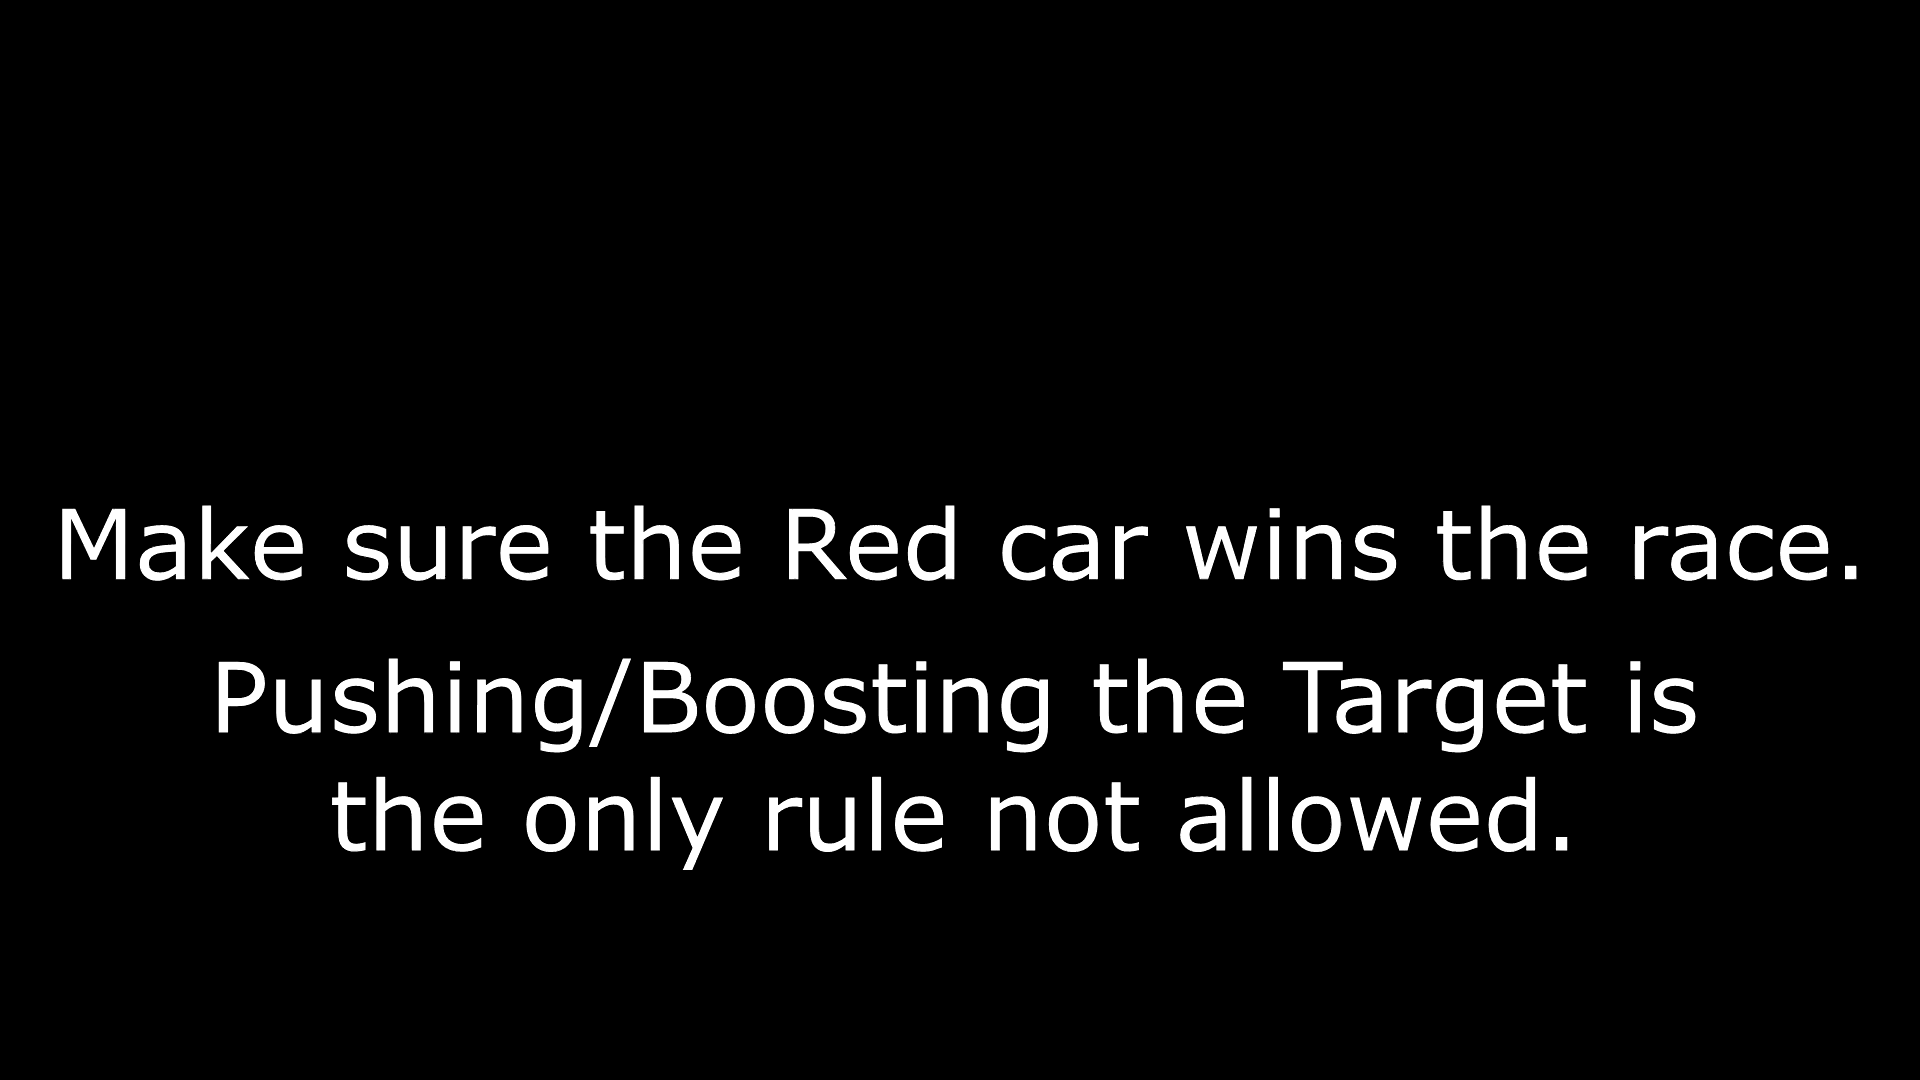 Make sure the Red car wins the race.
Pushing/Boosting the Target is
the only rule not allowed.